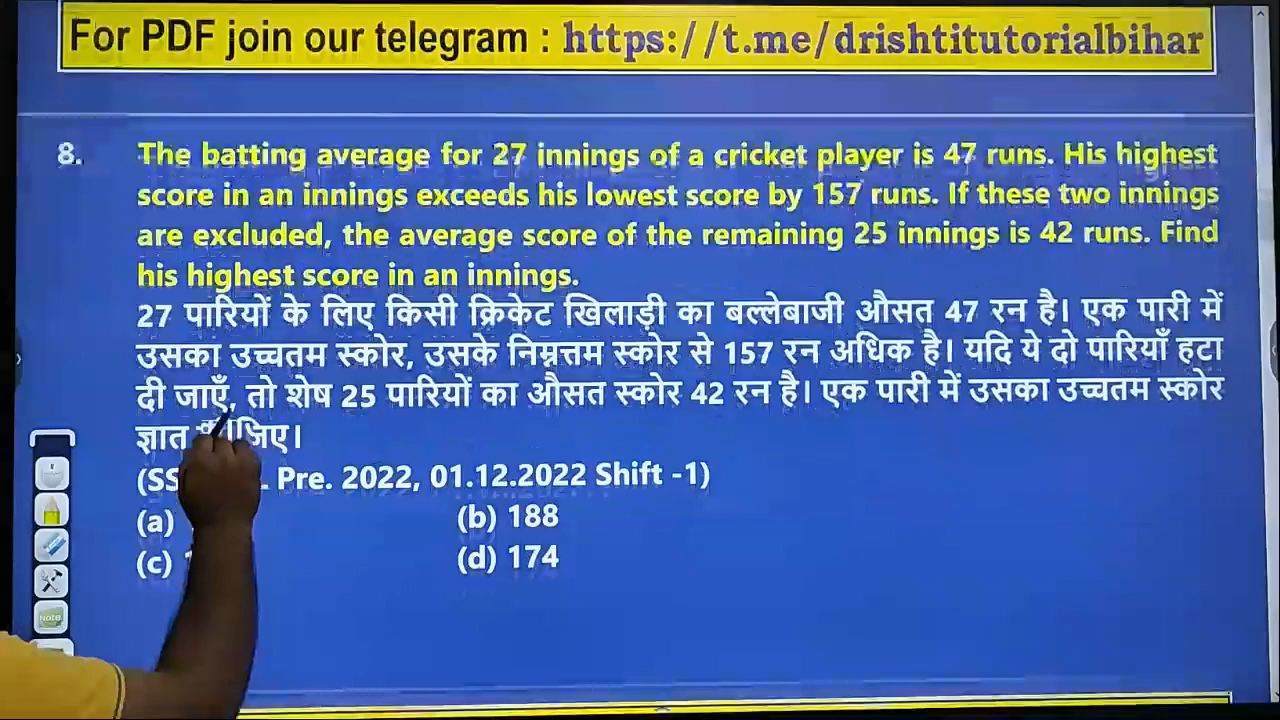 For PDF join our telegram : https://t.me/drishtitutorialbihar
8. The batting average for 27 innings of a cricket player is 47 runs. His highest
score in an innings exceeds his lowest score by 157 runs. If these two innings
are excluded, the average score of the remaining 25 innings is 42 runs. Find
his highest score in an innings.
27 पारियों के लिए किसी क्रिकेट खिलाड़ी का बल्लेबाजी औसत 47 रन है। एक पारी में
उसका उच्चतम स्कोर, उसके निम्नत्तम स्कोर से 157 रन अधिक है। यदि ये दो पारियाँ हटा
दी जाएँ, तो शेष 25 पारियों का औसत स्कोर 42 रन है। एक पारी में उसका उच्चतम स्कोर
ज्ञात
Pre. 2022, 01.12.2022 Shift -1)
(a) (b) 188
(c) (d) 174
Note